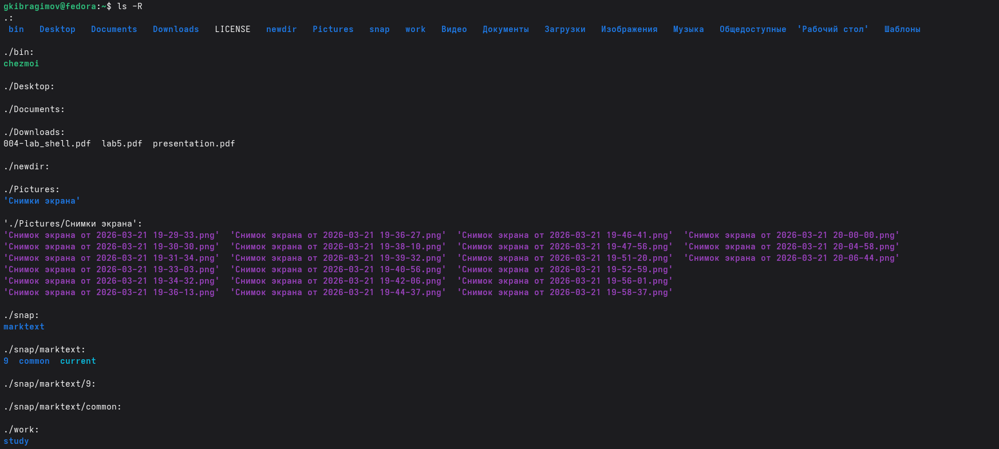 gkibragimov@fedora:~$ ls -R
.:
bin   Desktop   Documents   Downloads   LICENSE   newdir   Pictures   snap   work   Видео   Документы   Загрузки   Изображения   Музыка   Общедоступные  'Рабочий стол'   Шаблоны
./bin:
chezmoi
./Desktop:
./Documents:
./Downloads:
004-lab_shell.pdf  lab5.pdf  presentation.pdf
./newdir:
./Pictures:
'Снимки экрана'
'./Pictures/Снимки экрана':
'Снимок экрана от 2026-03-21 19-29-33.png'  'Снимок экрана от 2026-03-21 19-36-27.png'  'Снимок экрана от 2026-03-21 19-46-41.png'  'Снимок экрана от 2026-03-21 20-00-00.png'
'Снимок экрана от 2026-03-21 19-30-30.png'  'Снимок экрана от 2026-03-21 19-38-10.png'  'Снимок экрана от 2026-03-21 19-47-56.png'  'Снимок экрана от 2026-03-21 20-04-58.png'
'Снимок экрана от 2026-03-21 19-31-34.png'  'Снимок экрана от 2026-03-21 19-39-32.png'  'Снимок экрана от 2026-03-21 19-51-20.png'  'Снимок экрана от 2026-03-21 20-06-44.png'
'Снимок экрана от 2026-03-21 19-33-03.png'  'Снимок экрана от 2026-03-21 19-40-56.png'  'Снимок экрана от 2026-03-21 19-52-59.png'
'Снимок экрана от 2026-03-21 19-34-32.png'  'Снимок экрана от 2026-03-21 19-42-06.png'  'Снимок экрана от 2026-03-21 19-56-01.png'
'Снимок экрана от 2026-03-21 19-36-13.png'  'Снимок экрана от 2026-03-21 19-44-37.png'  'Снимок экрана от 2026-03-21 19-58-37.png'
./snap:
marktext
./snap/marktext:
9  common  current
./snap/marktext/9:
./snap/marktext/common:
./work:
study